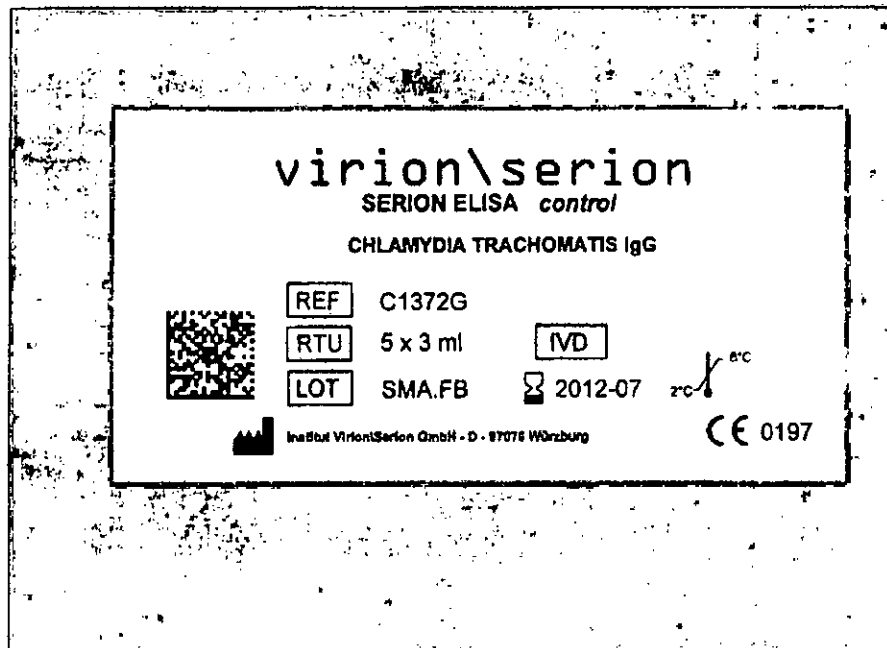 virion\serion
SERION ELISA control
CHLAMYDIA TRACHOMATIS IgG
REF C1372G
RTU 5 x 3 ml IVD
LOT SMA.FB 2012-07 2°C 8°C
Institut Virion\Serion GmbH - D - 97076 Würzburg
CE 0197